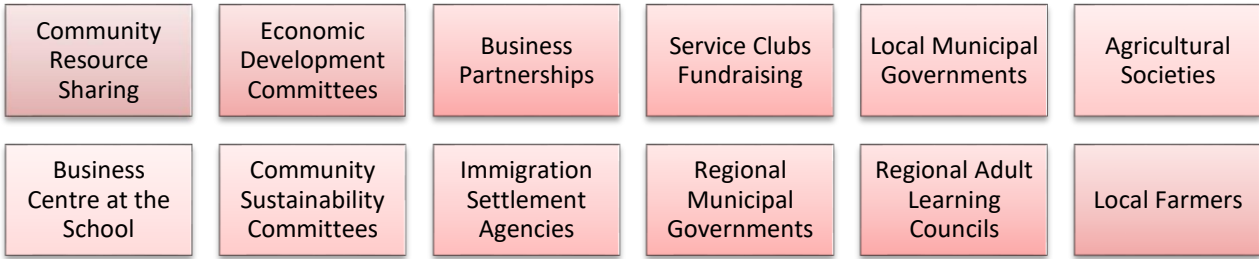 Community
Resource
Sharing
Economic
Development
Committees
Business
Partnerships
Service Clubs
Fundraising
Local Municipal
Governments
Agricultural
Societies
Business
Centre at the
School
Community
Sustainability
Committees
Immigration
Settlement
Agencies
Regional
Municipal
Governments
Regional Adult
Learning
Councils
Local Farmers